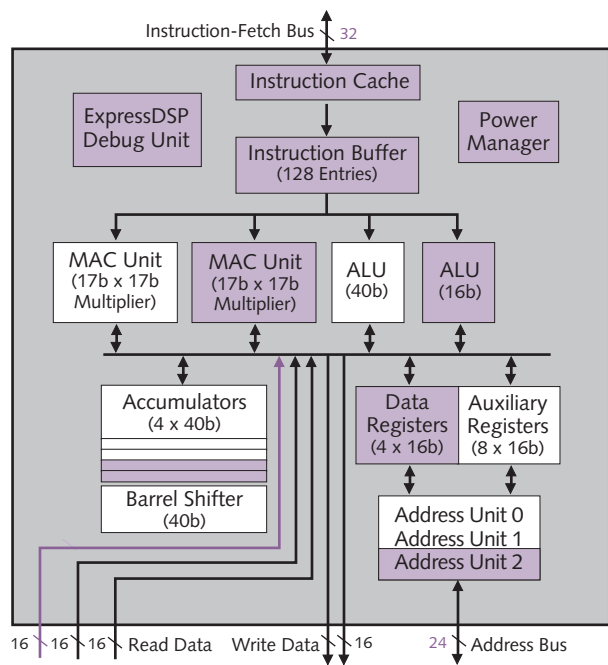 Instruction-Fetch Bus 32
Instruction Cache
ExpressDSP
Debug Unit
Power
Manager
Instruction Buffer
(128 Entries)
MAC Unit
(17b x 17b
Multiplier)
MAC Unit
(17b x 17b
Multiplier)
ALU
(40b)
ALU
(16b)
Accumulators
(4 x 40b)
Data
Registers
(4 x 16b)
Auxiliary
Registers
(8 x 16b)
Barrel Shifter
(40b)
Address Unit 0
Address Unit 1
Address Unit 2
16 16 16 Read Data Write Data 16 24 Address Bus